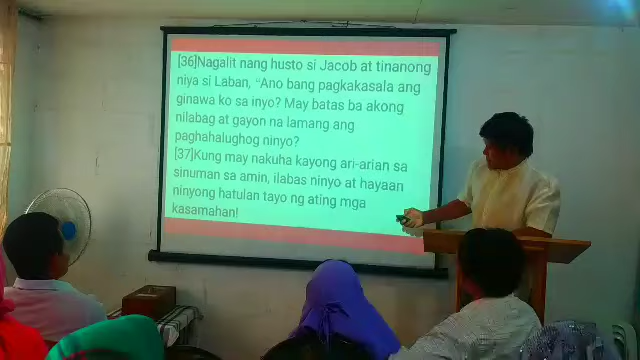 [36]Nagalit nang husto si Jacob at tinanong
niya si Laban, “Ano bang pagkakasala ang
ginawa ko sa inyo? May batas ba akong
nilabag at gayon na lamang ang
paghahalughog ninyo?
[37]Kung may nakuha kayong ari-arian sa
sinuman sa amin, ilabas ninyo at hayaan
ninyong hatulan tayo ng ating mga
kasamahan!